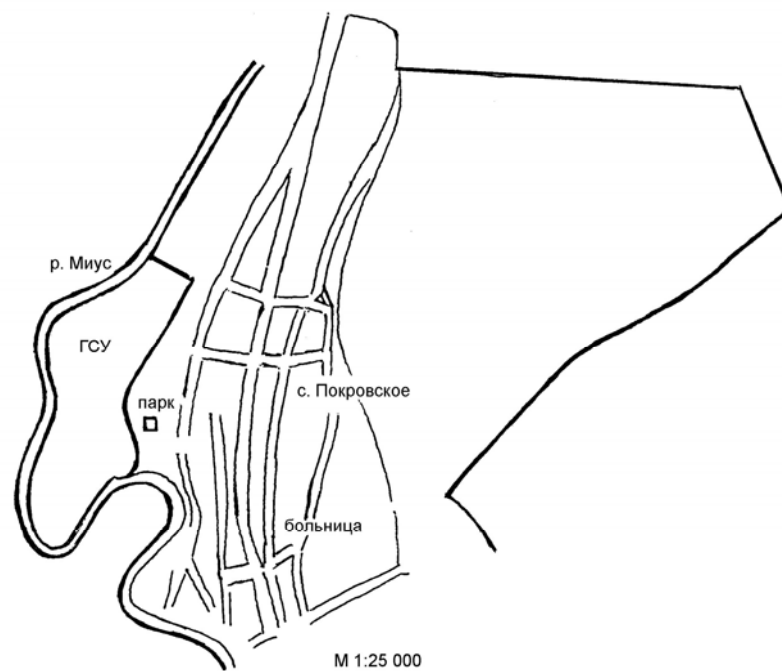 р. Миус
ГСУ
парк
с. Покровское
больница
М 1:25 000